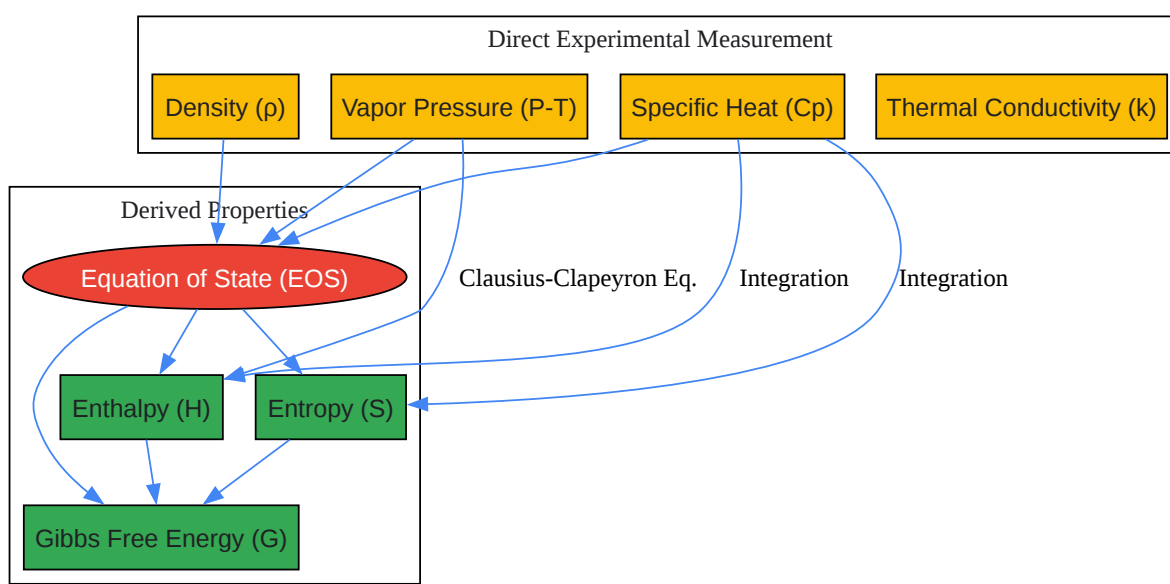 Direct Experimental Measurement
Density (ρ)
Vapor Pressure (P-T)
Specific Heat (Cp)
Thermal Conductivity (k)
Derived Properties
Equation of State (EOS)
Clausius-Clapeyron Eq.
Integration
Integration
Enthalpy (H)
Entropy (S)
Gibbs Free Energy (G)